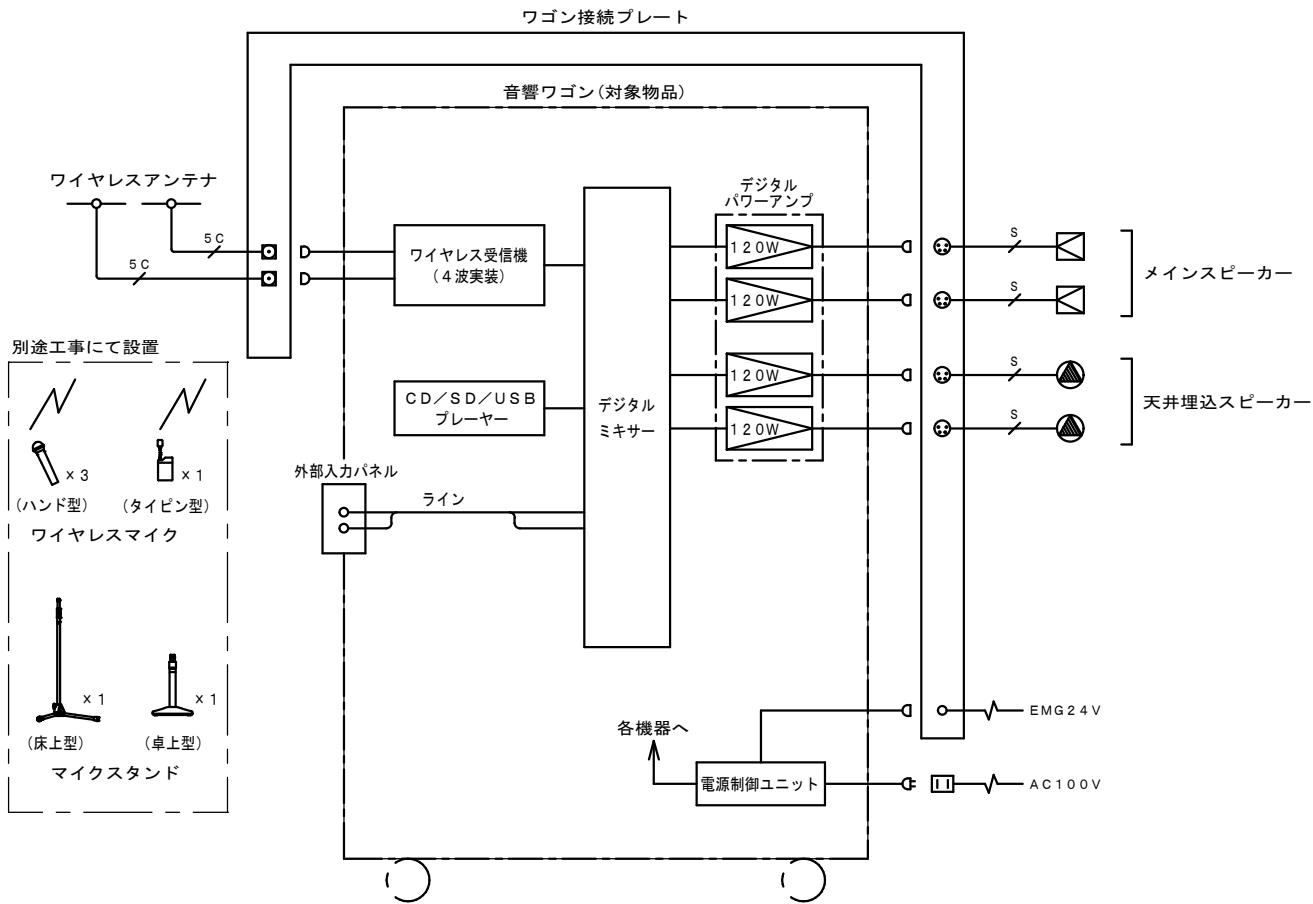 ワゴン接続プレート
音響ワゴン(対象物品)
ワイヤレスアンテナ
5C
5C
ワイヤレス受信機
(4波実装)
デジタル
パワーアンプ
120W
120W
120W
120W
S
S
S
S
メインスピーカー
天井埋込スピーカー
CD/SD/USB
プレーヤー
デジタル
ミキサー
外部入力パネル
ライン
別途工事にて設置
×3
×1
(ハンド型)
(タイピン型)
ワイヤレスマイク
×1
×1
(床上型)
(卓上型)
マイクスタンド
各機器へ
電源制御ユニット
EMG24V
AC100V